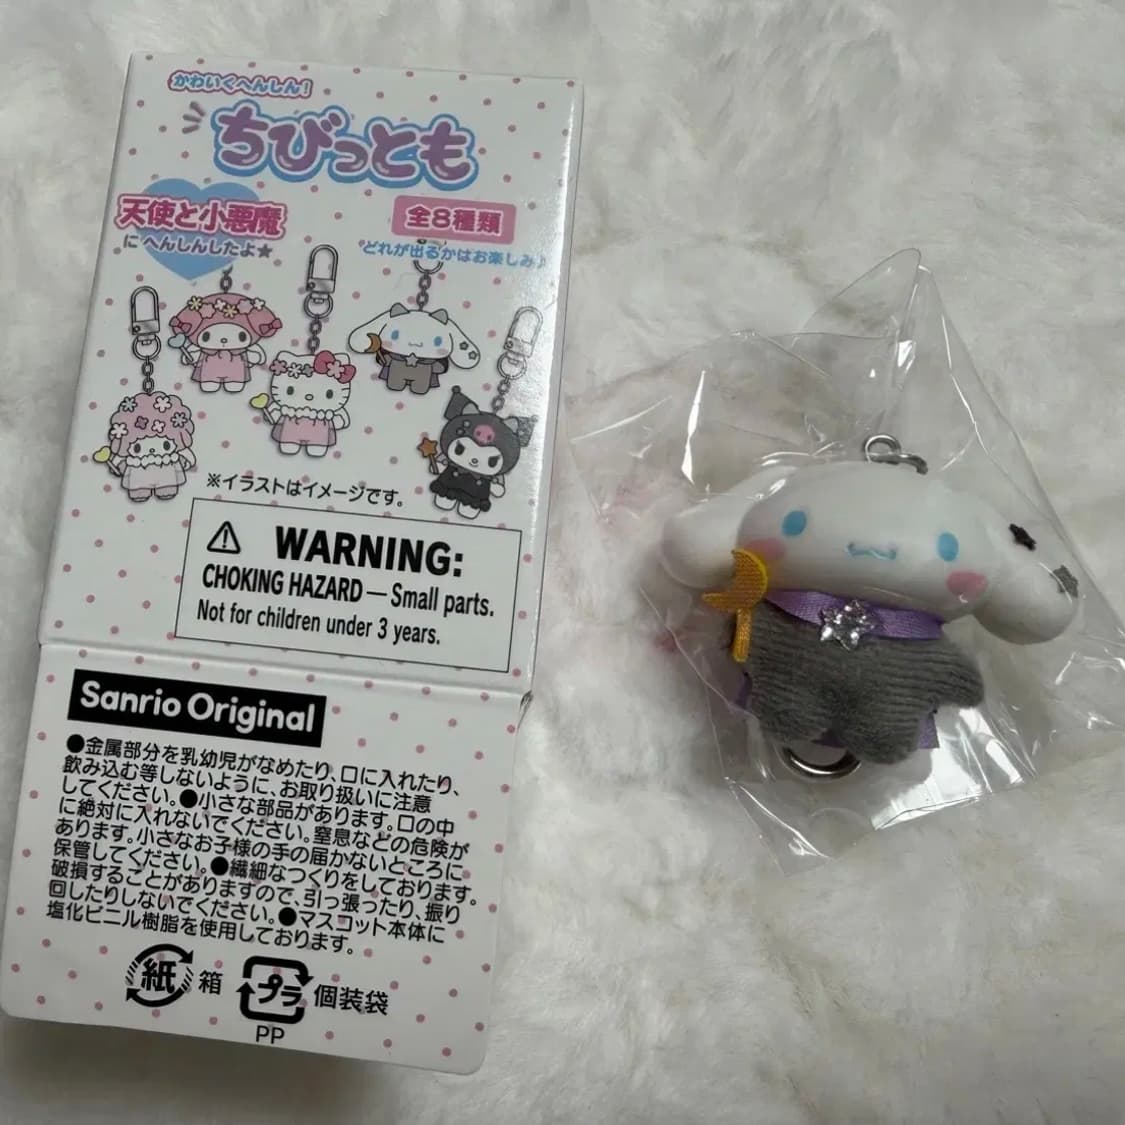 かわいくへんしん!
ちびっとも
天使と小悪魔
にへんしんしたよ★
全8種類
どれが出るかはお楽しみ♪
※イラストはイメージです。
WARNING:
CHOKING HAZARD — Small parts.
Not for children under 3 years.
Sanrio Original
●金属部分を乳幼児がなめたり、口に入れたり、
飲み込む等しないように、お取り扱いに注意
してください。●小さな部品があります。口の中
に絶対に入れないでください。窒息などの危険が
あります。小さなお子様の手の届かないところに
保管してください。●繊細なつくりをしております。
破損することがありますので、引っ張ったり、振り
回したりしないでください。●マスコット本体に
塩化ビニル樹脂を使用しております。
紙 箱 プラ 個装袋
PP